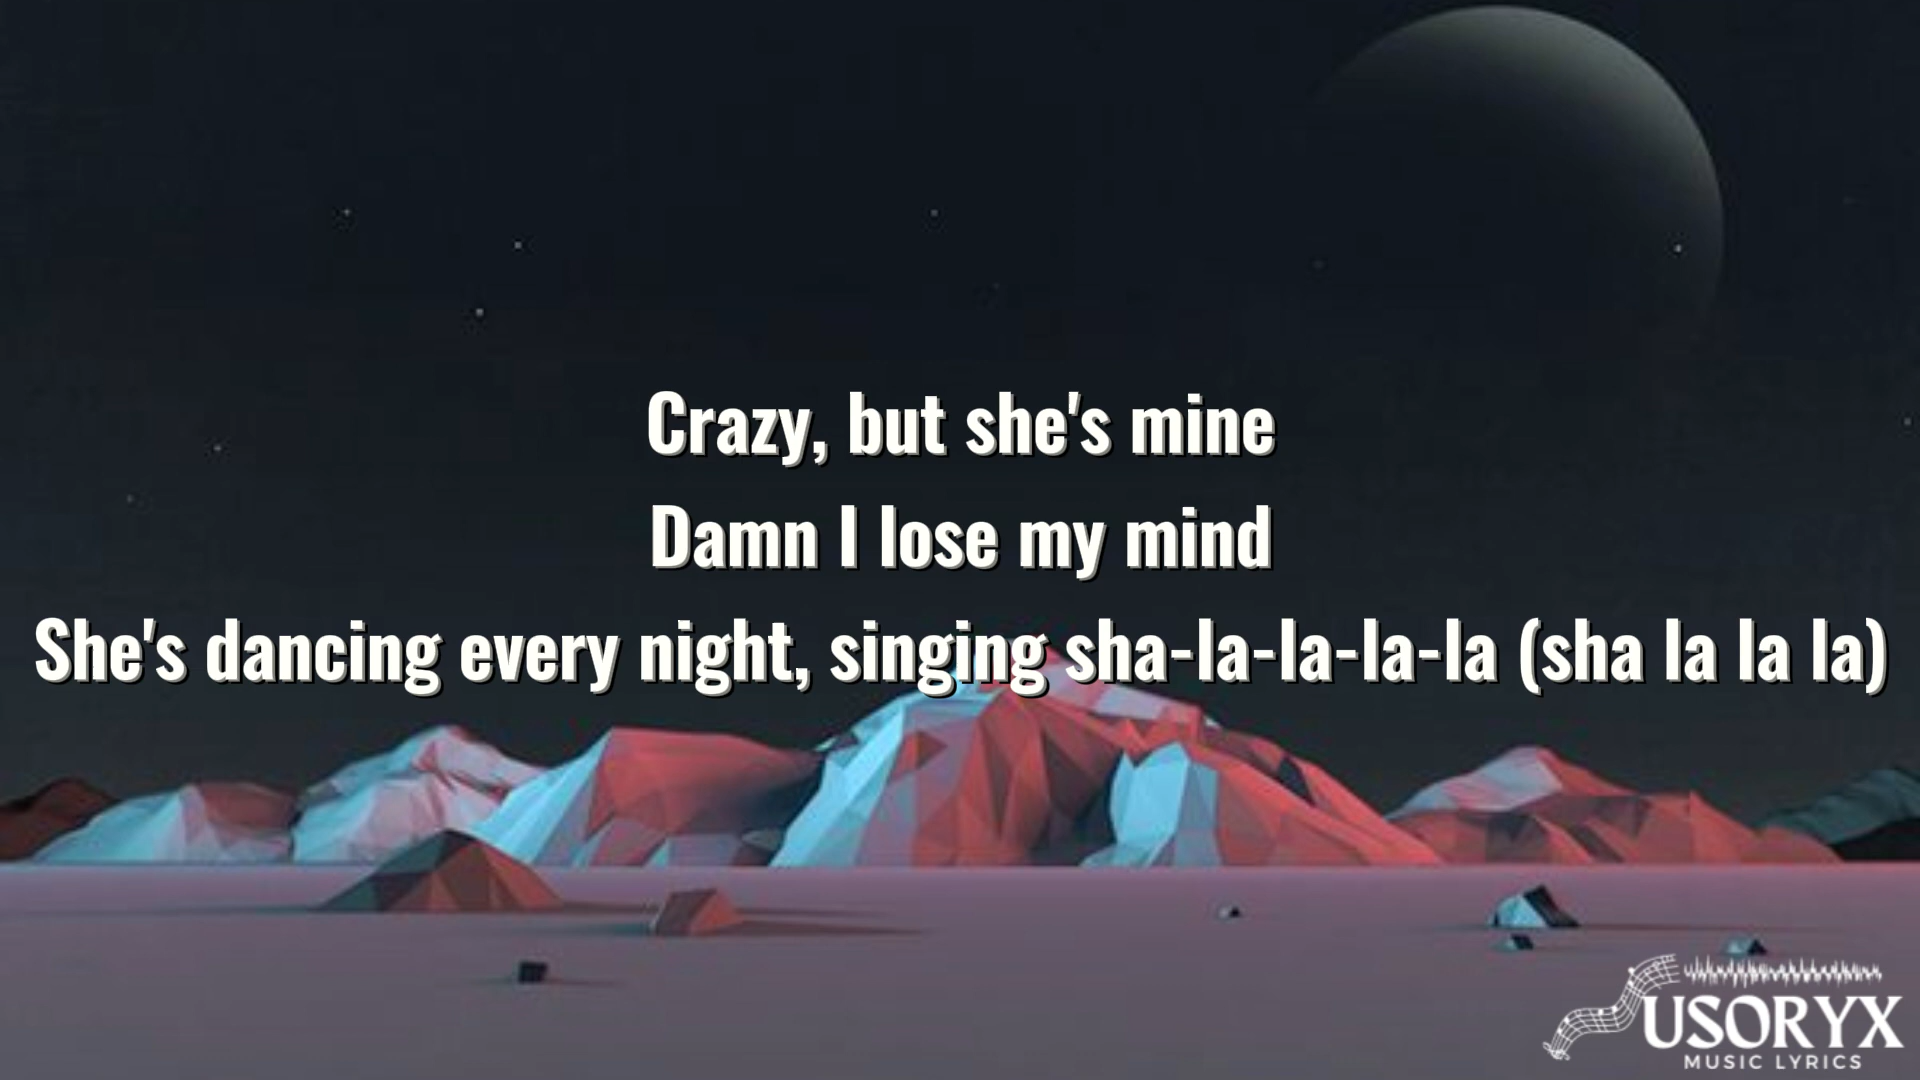 Crazy, but she's mine
Damn I lose my mind
She's dancing every night, singing sha-la-la-la-la (sha la la la)
USORYX
MUSIC LYRICS